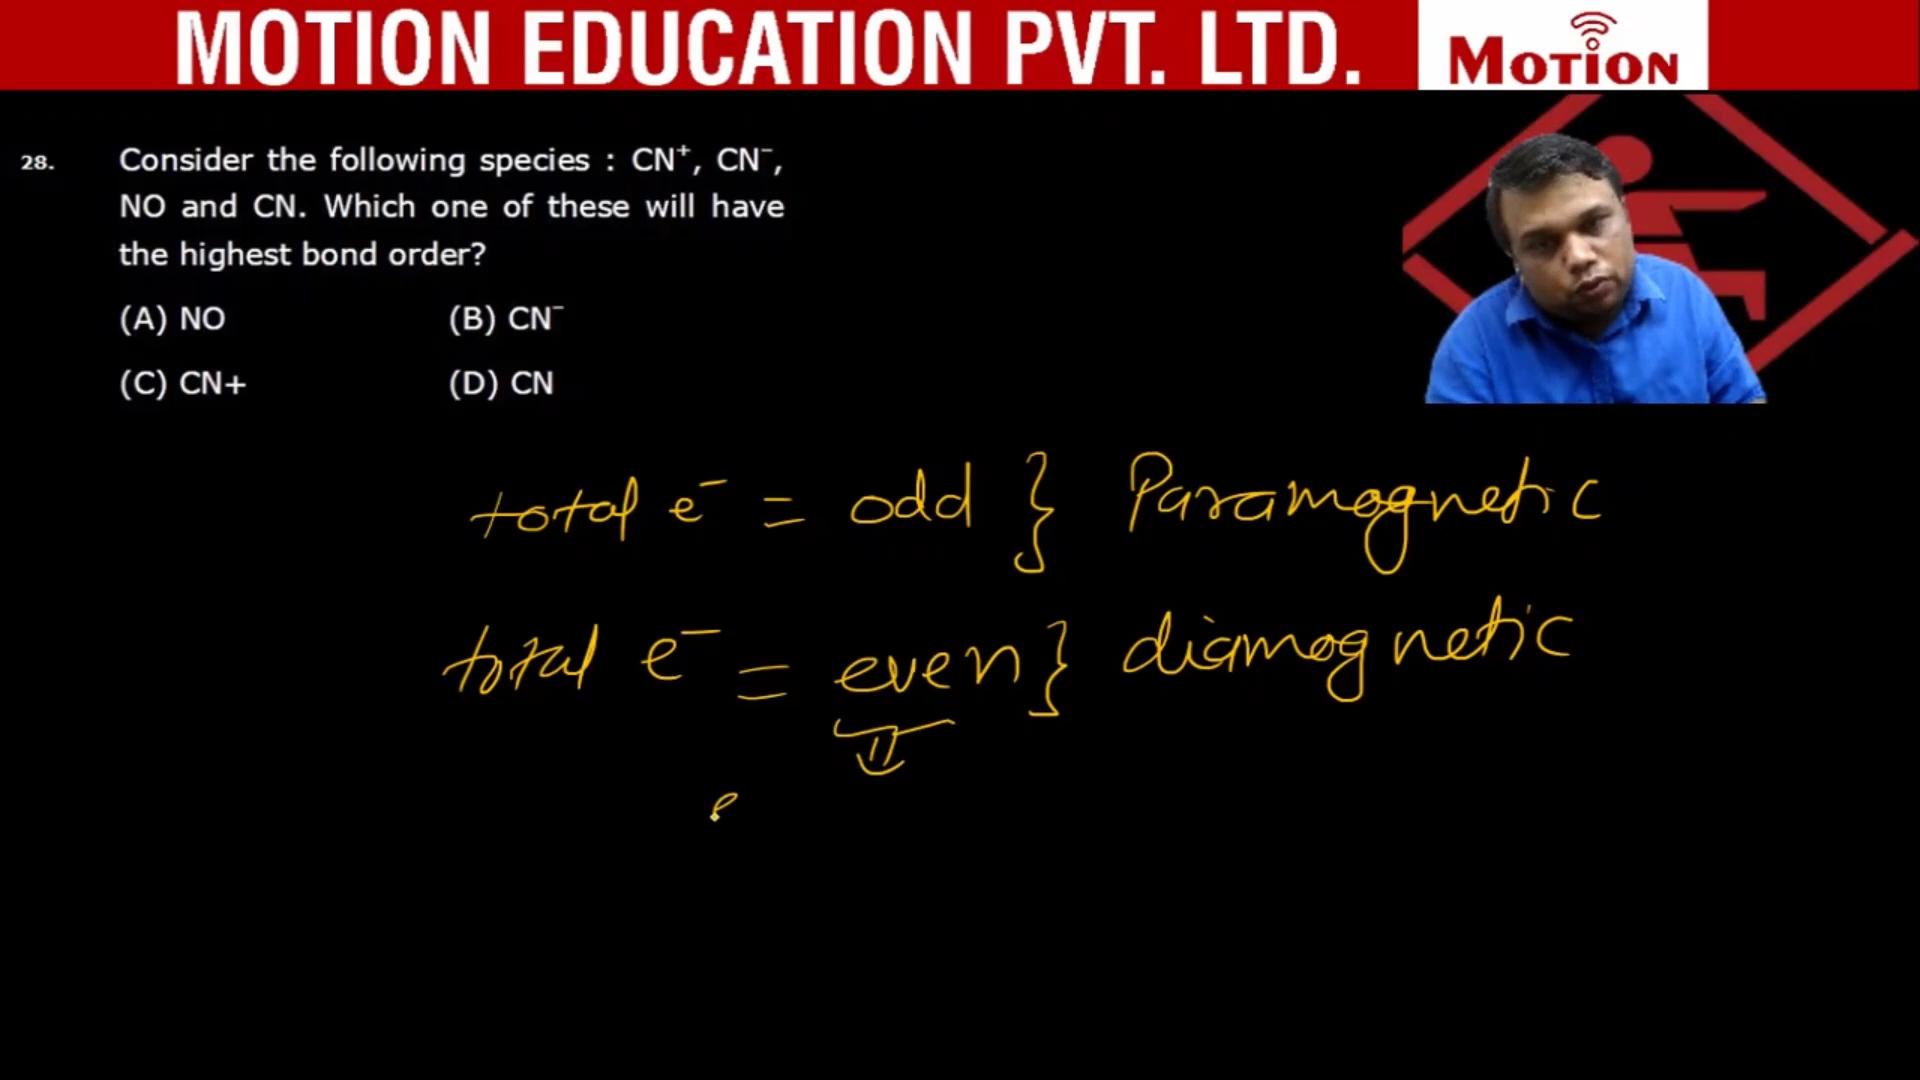 MOTION EDUCATION PVT. LTD.
MOTION
28. Consider the following species : CN⁺, CN⁻,
NO and CN. Which one of these will have
the highest bond order?
(A) NO (B) CN⁻
(C) CN+ (D) CN
total e⁻ = odd } Paramagnetic
total e⁻ = even } diamagnetic